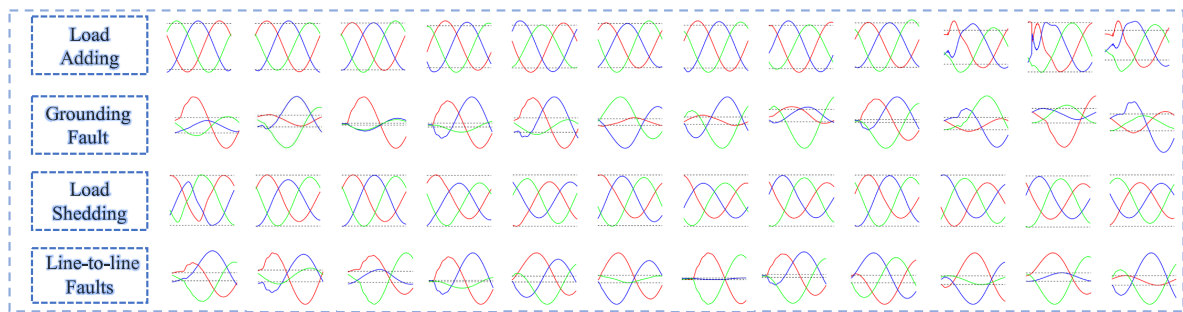 Load
Adding
Grounding
Fault
Load
Shedding
Line-to-line
Faults